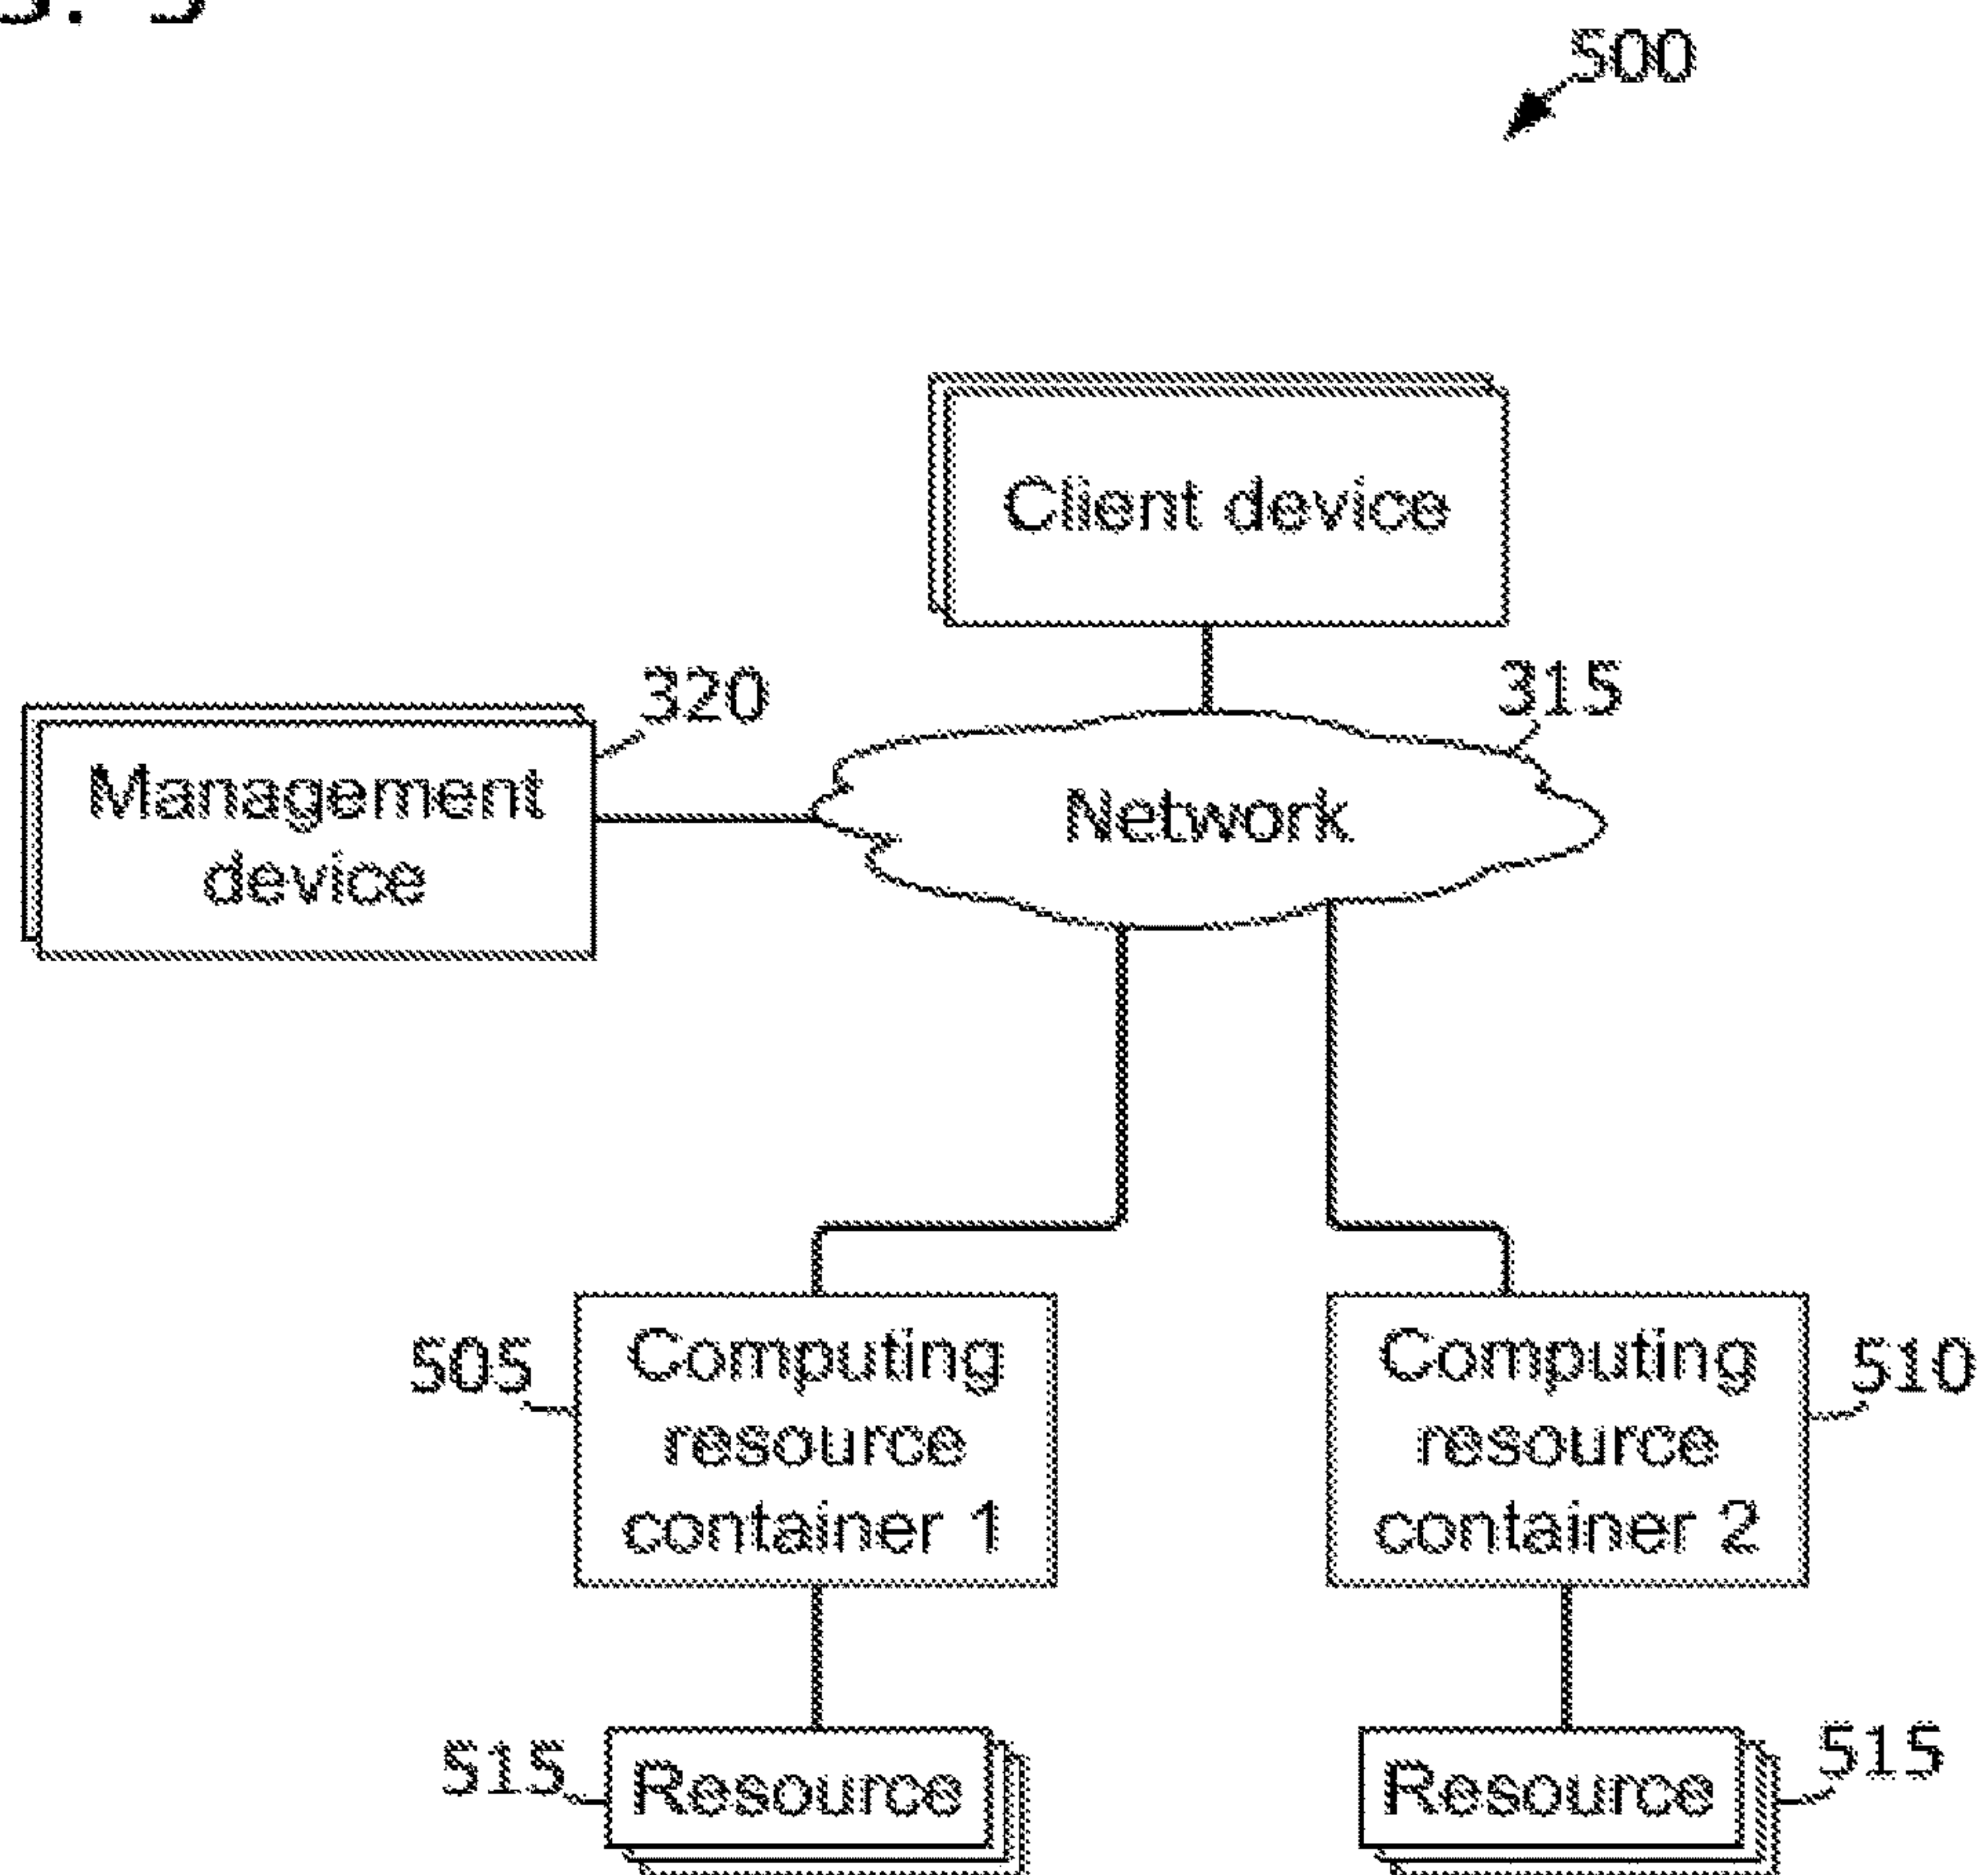 500
Client device
320
315
Management
device
Network
505
Computing
resource
container 1
Computing
resource
container 2
510
515
Resource
Resource
515